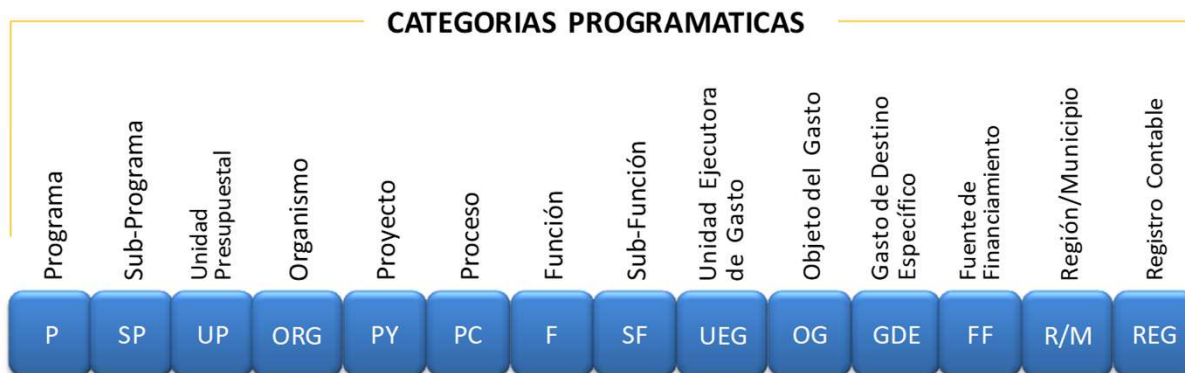 CATEGORIAS PROGRAMATICAS
Programa
Sub-Programa
Unidad
Presupuestal
Organismo
Proyecto
Proceso
Función
Sub-Función
Unidad Ejecutora
de Gasto
Objeto del Gasto
Gasto de Destino
Específico
Fuente de
Financiamiento
Región/Municipio
Registro Contable
P
SP
UP
ORG
PY
PC
F
SF
UEG
OG
GDE
FF
R/M
REG